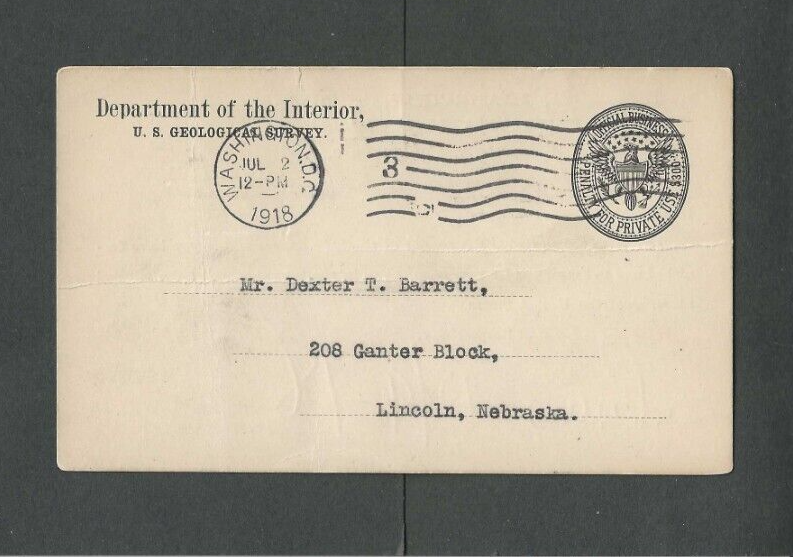 Department of the Interior,
U. S. GEOLOGICAL SURVEY.
WASHINGTON, D.C.
JUL 2
12-PM
1918
3
OFFICIAL BUSINESS
PENALTY FOR PRIVATE USE $300
Mr. Dexter T. Barrett,
208 Ganter Block,
Lincoln, Nebraska.